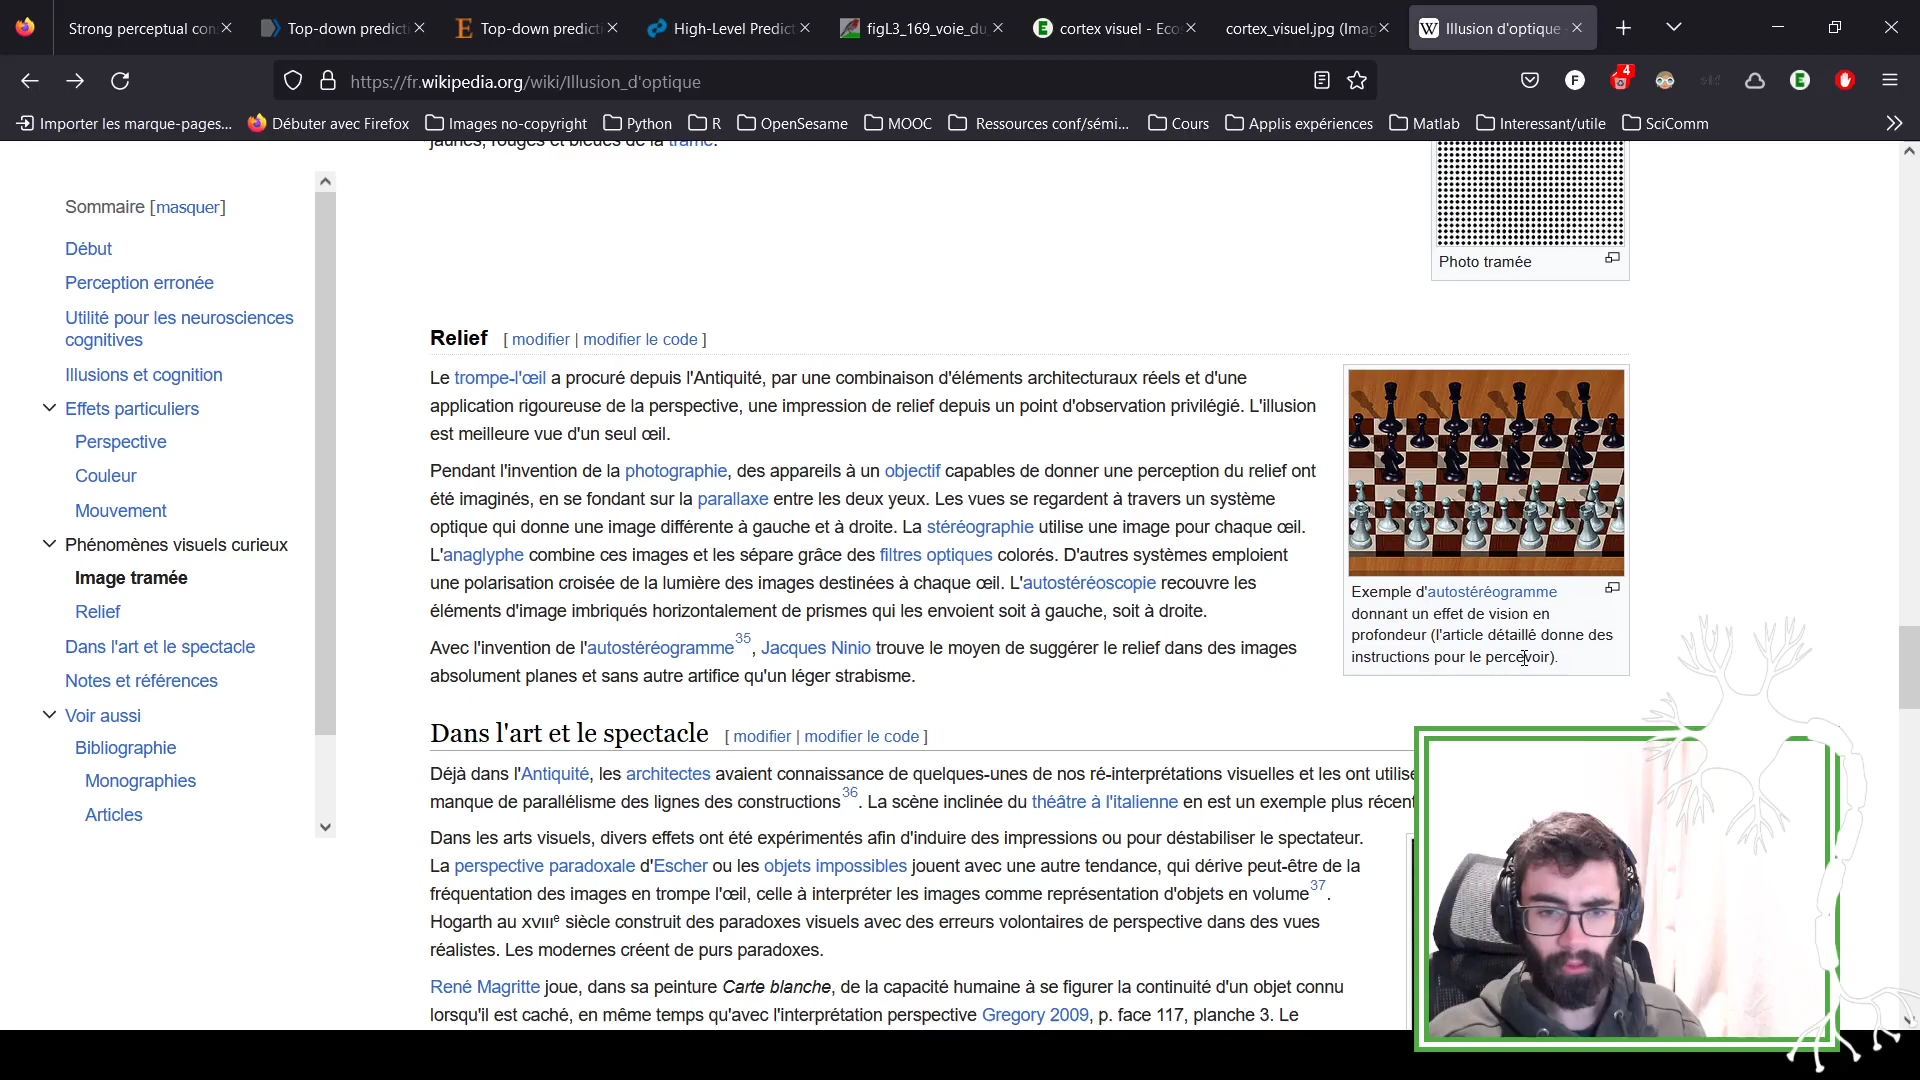 Strong perceptual con
Top-down predicti
Top-down predicti
High-Level Predict
figL3_169_voie_du_
cortex visuel - Eco
cortex_visuel.jpg (Imag
Illusion d'optique
https://fr.wikipedia.org/wiki/Illusion_d'optique
F
4
E
Importer les marque-pages...
Débuter avec Firefox
Images no-copyright
Python
R
OpenSesame
MOOC
Ressources conf/sémi...
Cours
Applis expériences
Matlab
Interessant/utile
SciComm
jaunes, rouges et bleues de la trame.
Photo tramée
Sommaire [masquer]
Début
Perception erronée
Utilité pour les neurosciences
cognitives
Illusions et cognition
Effets particuliers
Perspective
Couleur
Mouvement
Phénomènes visuels curieux
Image tramée
Relief
Dans l'art et le spectacle
Notes et références
Voir aussi
Bibliographie
Monographies
Articles
Relief [ modifier | modifier le code ]
Le trompe-l'œil a procuré depuis l'Antiquité, par une combinaison d'éléments architecturaux réels et d'une
application rigoureuse de la perspective, une impression de relief depuis un point d'observation privilégié. L'illusion
est meilleure vue d'un seul œil.
Pendant l'invention de la photographie, des appareils à un objectif capables de donner une perception du relief ont
été imaginés, en se fondant sur la parallaxe entre les deux yeux. Les vues se regardent à travers un système
optique qui donne une image différente à gauche et à droite. La stéréographie utilise une image pour chaque œil.
L'anaglyphe combine ces images et les sépare grâce des filtres optiques colorés. D'autres systèmes emploient
une polarisation croisée de la lumière des images destinées à chaque œil. L'autostéréoscopie recouvre les
éléments d'image imbriqués horizontalement de prismes qui les envoient soit à gauche, soit à droite.
Avec l'invention de l'autostéréogramme35, Jacques Ninio trouve le moyen de suggérer le relief dans des images
absolument planes et sans autre artifice qu'un léger strabisme.
Exemple d'autostéréogramme
donnant un effet de vision en
profondeur (l'article détaillé donne des
instructions pour le percevoir).
Dans l'art et le spectacle [ modifier | modifier le code ]
Déjà dans l'Antiquité, les architectes avaient connaissance de quelques-unes de nos ré-interprétations visuelles et les ont utilisé
manque de parallélisme des lignes des constructions36. La scène inclinée du théâtre à l'italienne en est un exemple plus récent
Dans les arts visuels, divers effets ont été expérimentés afin d'induire des impressions ou pour déstabiliser le spectateur.
La perspective paradoxale d'Escher ou les objets impossibles jouent avec une autre tendance, qui dérive peut-être de la
fréquentation des images en trompe l'œil, celle à interpréter les images comme représentation d'objets en volume37.
Hogarth au XVIIIe siècle construit des paradoxes visuels avec des erreurs volontaires de perspective dans des vues
réalistes. Les modernes créent de purs paradoxes.
René Magritte joue, dans sa peinture Carte blanche, de la capacité humaine à se figurer la continuité d'un objet connu
lorsqu'il est caché, en même temps qu'avec l'interprétation perspective Gregory 2009, p. face 117, planche 3. Le